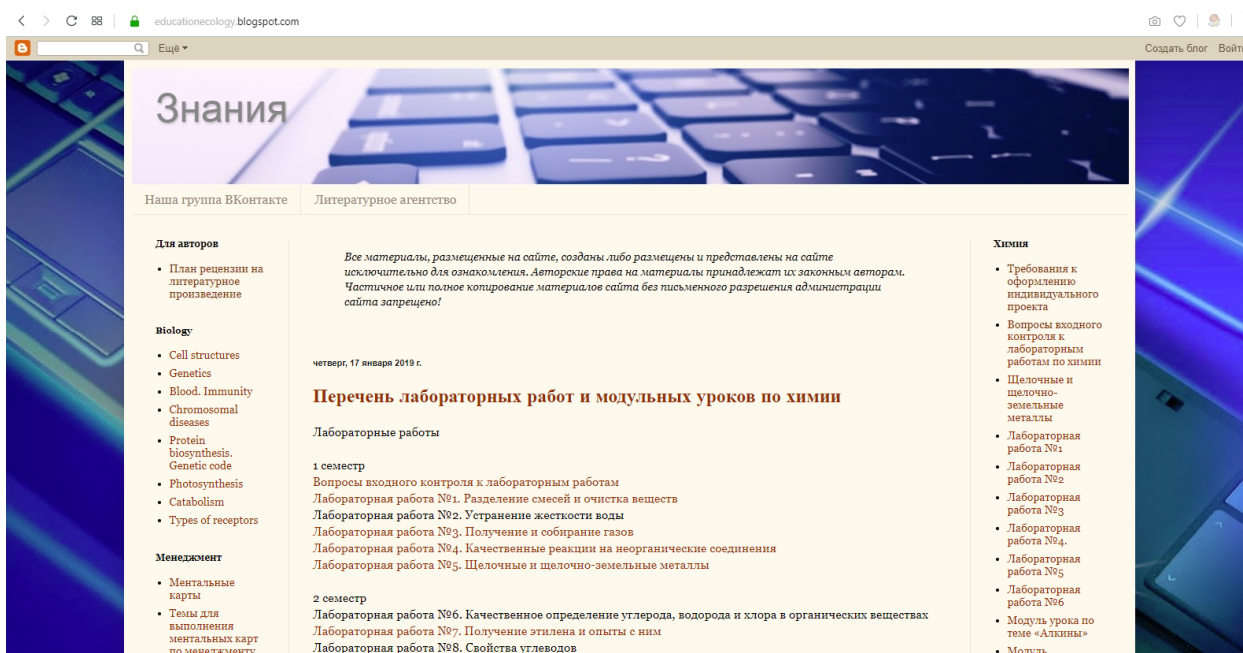 educationecology.blogspot.com
Ещё
Создать блог Войти
Знания
Наша группа ВКонтакте
Литературное агентство
Для авторов
План рецензии на
литературное
произведение
Biology
Cell structures
Genetics
Blood. Immunity
Chromosomal
diseases
Protein
biosynthesis.
Genetic code
Photosynthesis
Catabolism
Types of receptors
Менеджмент
Ментальные
карты
Темы для
выполнения
ментальных карт
по менеджменту
Все материалы, размещенные на сайте, созданы либо размещены и представлены на сайте
исключительно для ознакомления. Авторские права на материалы принадлежат их законным авторам.
Частичное или полное копирование материалов сайта без письменного разрешения администрации
сайта запрещено!
четверг, 17 января 2019 г.
Перечень лабораторных работ и модульных уроков по химии
Лабораторные работы
1 семестр
Вопросы входного контроля к лабораторным работам
Лабораторная работа №1. Разделение смесей и очистка веществ
Лабораторная работа №2. Устранение жесткости воды
Лабораторная работа №3. Получение и собирание газов
Лабораторная работа №4. Качественные реакции на неорганические соединения
Лабораторная работа №5. Щелочные и щелочно-земельные металлы
2 семестр
Лабораторная работа №6. Качественное определение углерода, водорода и хлора в органических веществах
Лабораторная работа №7. Получение этилена и опыты с ним
Лабораторная работа №8. Свойства углеводов
Химия
Требования к
оформлению
индивидуального
проекта
Вопросы входного
контроля к
лабораторным
работам по химии
Щелочные и
щелочно-
земельные
металлы
Лабораторная
работа №1
Лабораторная
работа №2
Лабораторная
работа №3
Лабораторная
работа №4.
Лабораторная
работа №5
Лабораторная
работа №6
Модуль урока по
теме «Алкины»
Модуль